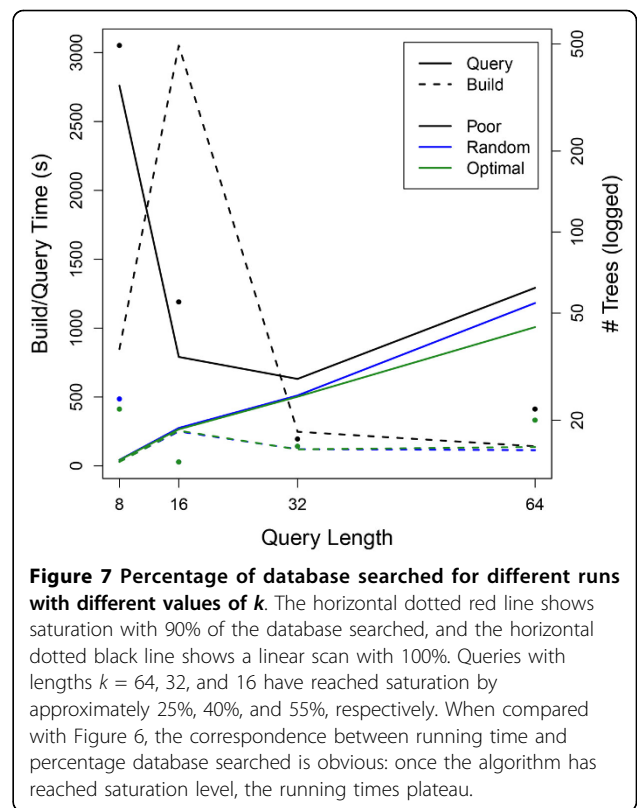 3000
2500
2000
1500
1000
500
0
Build/Query Time (s)
500
200
100
50
20
# Trees (logged)
Query
Build
Poor
Random
Optimal
8
16
32
64
Query Length
Figure 7 Percentage of database searched for different runs
with different values of k. The horizontal dotted red line shows
saturation with 90% of the database searched, and the horizontal
dotted black line shows a linear scan with 100%. Queries with
lengths k = 64, 32, and 16 have reached saturation by
approximately 25%, 40%, and 55%, respectively. When compared
with Figure 6, the correspondence between running time and
percentage database searched is obvious: once the algorithm has
reached saturation level, the running times plateau.